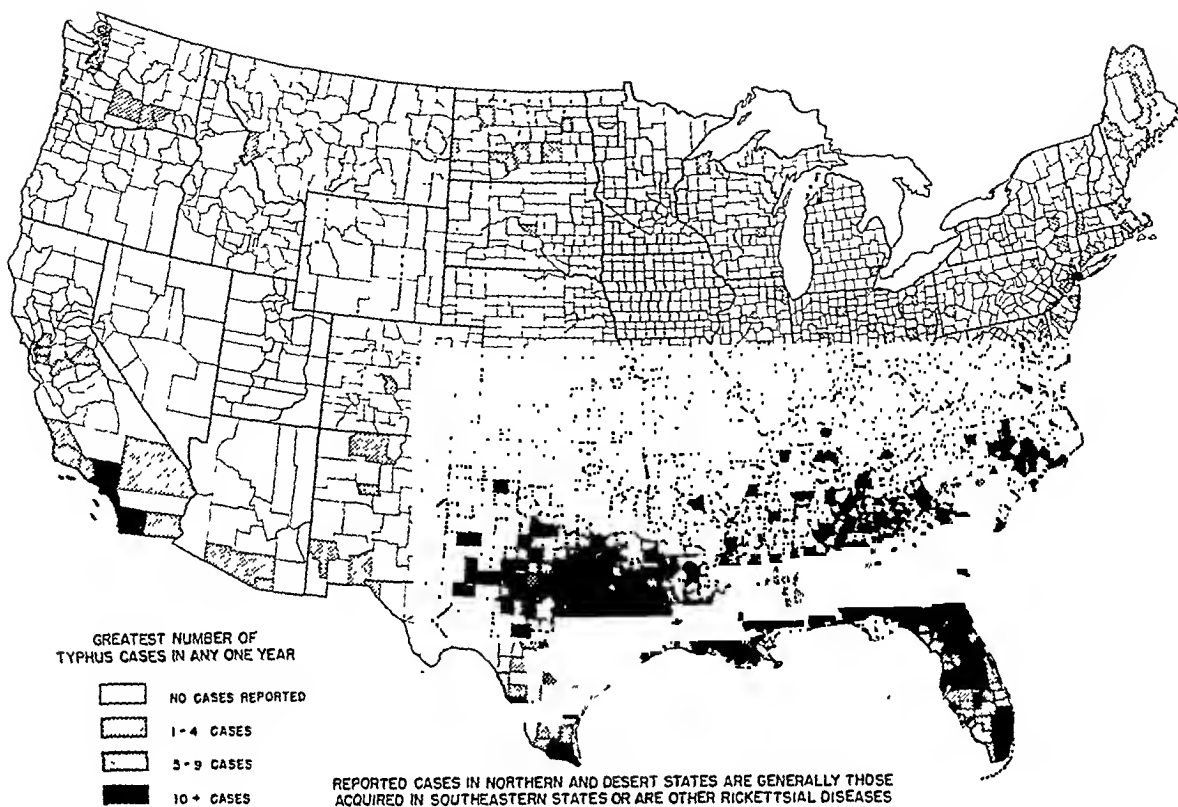 GREATEST NUMBER OF
TYPHUS CASES IN ANY ONE YEAR
NO CASES REPORTED
1-4 CASES
5-9 CASES
10+ CASES
REPORTED CASES IN NORTHERN AND DESERT STATES ARE GENERALLY THOSE
ACQUIRED IN SOUTHEASTERN STATES OR ARE OTHER RICKETTSIAL DISEASES